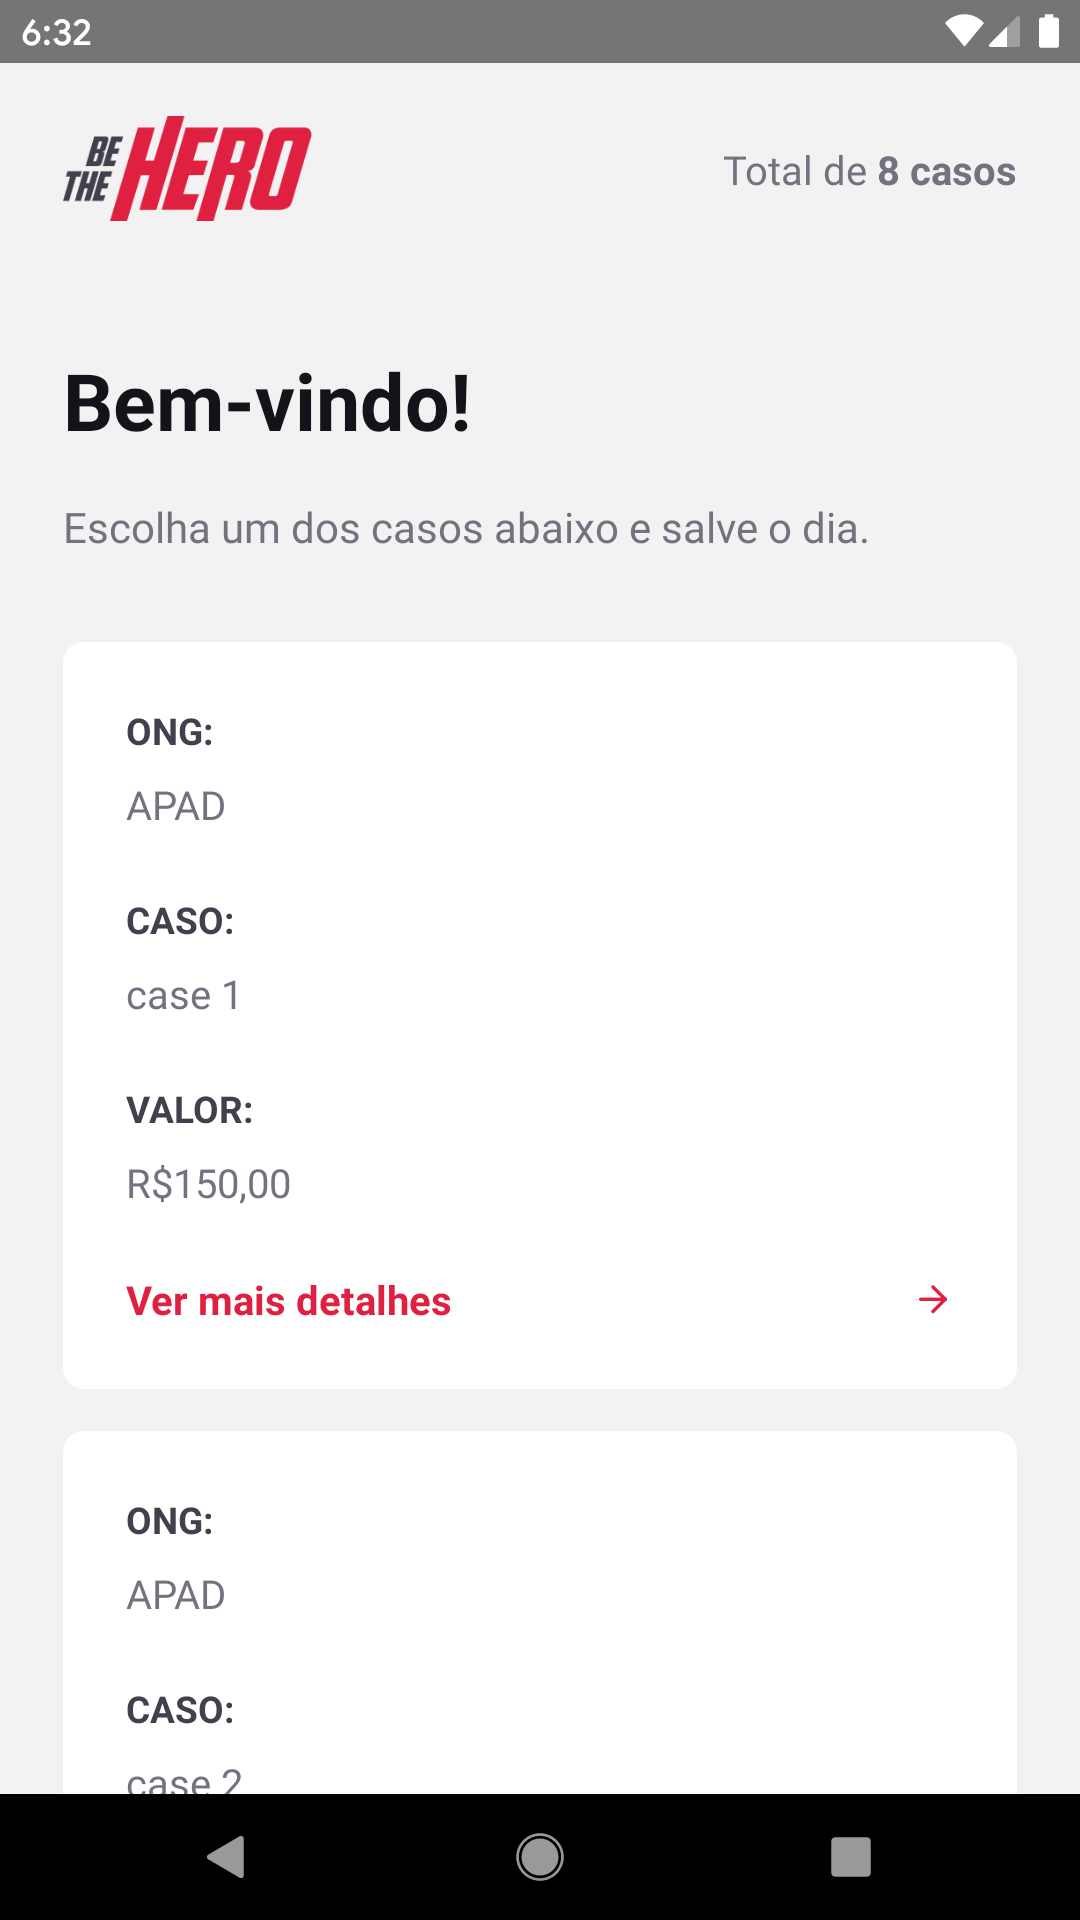 6:32
BE
THE HERO
Total de 8 casos
Bem-vindo!
Escolha um dos casos abaixo e salve o dia.
ONG:
APAD
CASO:
case 1
VALOR:
R$150,00
Ver mais detalhes
ONG:
APAD
CASO:
case 2